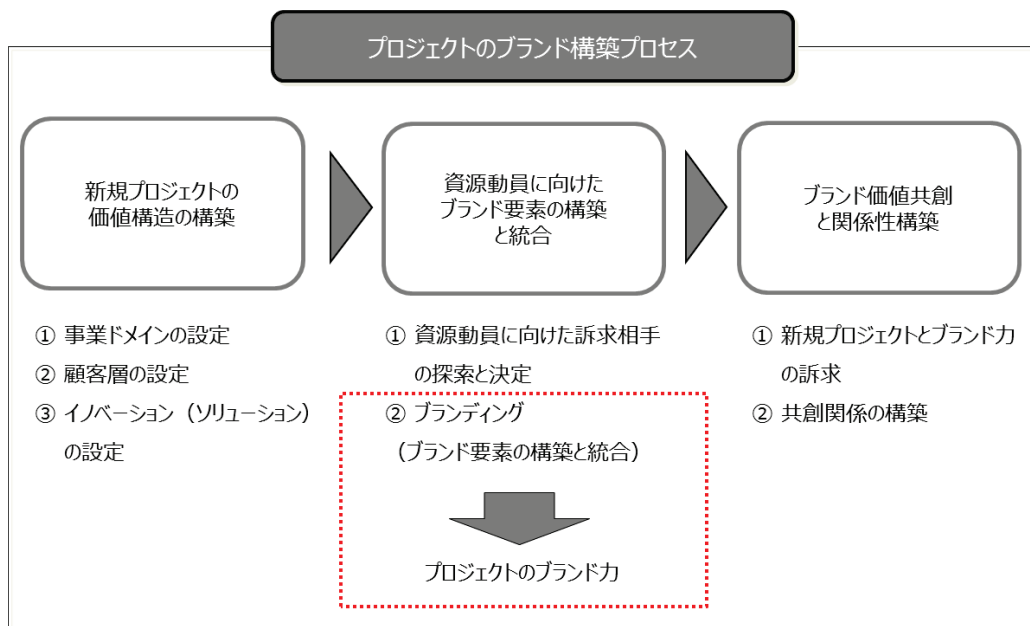 プロジェクトのブランド構築プロセス
新規プロジェクトの
価値構造の構築
資源動員に向けた
ブランド要素の構築
と統合
ブランド価値共創
と関係性構築
① 事業ドメインの設定
② 顧客層の設定
③ イノベーション（ソリューション）
の設定
① 資源動員に向けた訴求相手
の探索と決定
② ブランディング
（ブランド要素の構築と統合）
プロジェクトのブランド力
① 新規プロジェクトとブランド力
の訴求
② 共創関係の構築